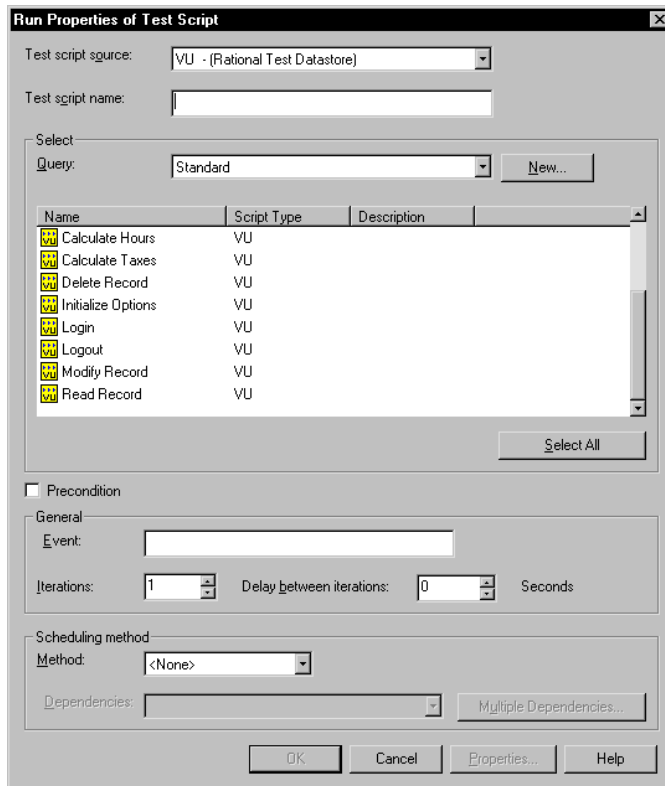 Run Properties of Test Script
Test script source: VU - (Rational Test Datastore)
Test script name:
Select
Query: Standard New...
Name Script Type Description
Calculate Hours VU
Calculate Taxes VU
Delete Record VU
Initialize Options VU
Login VU
Logout VU
Modify Record VU
Read Record VU
Select All
Precondition
General
Event:
Iterations: 1 Delay between iterations: 0 Seconds
Scheduling method
Method: <None>
Dependencies: Multiple Dependencies...
OK Cancel Properties... Help